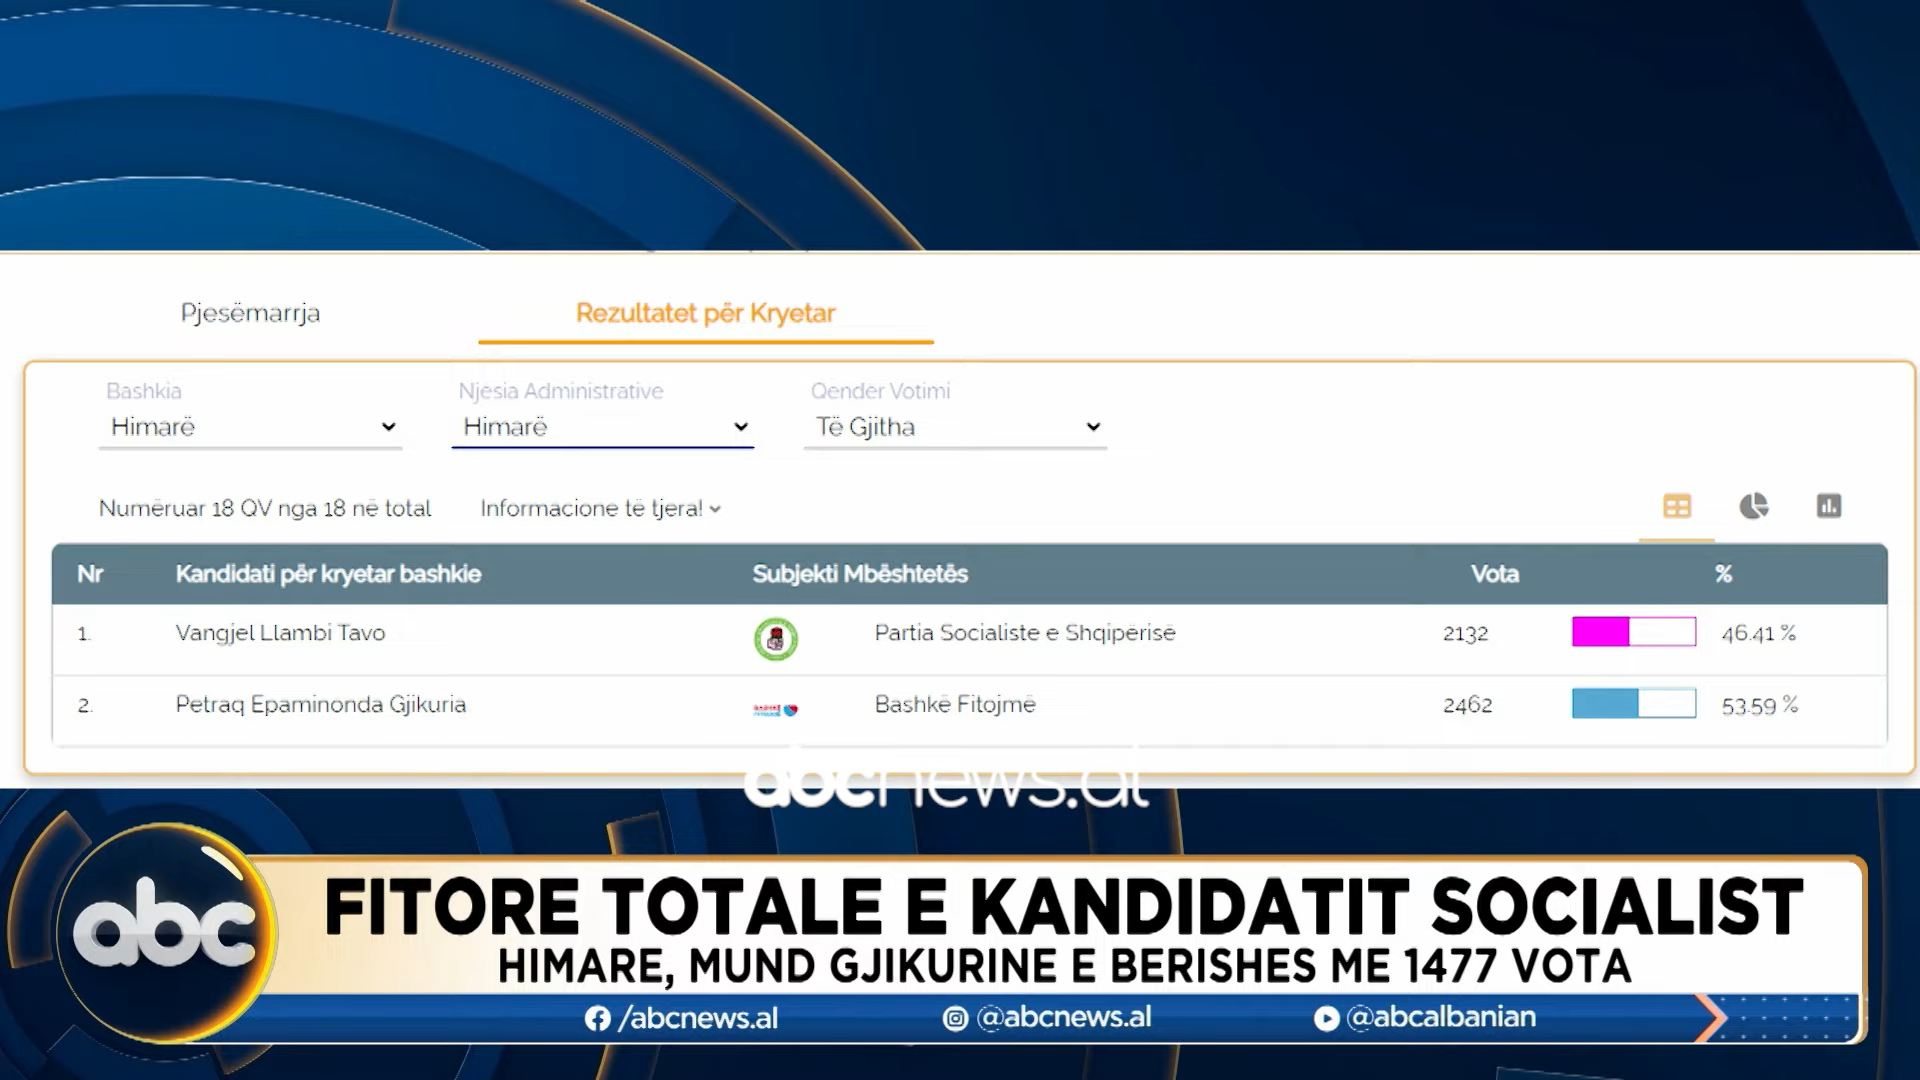 Pjesëmarrja Rezultatet për Kryetar
Bashkia Njesia Administrative Qender Votimi
Himarë Himarë Të Gjitha
Numëruar 18 QV nga 18 në total Informacione të tjera!
Nr Kandidati për kryetar bashkie Subjekti Mbështetës Vota %
1. Vangjel Llambi Tavo Partia Socialiste e Shqipërisë 2132 46.41 %
2. Petraq Epaminonda Gjikuria Bashkë Fitojmë 2462 53.59 %
abcnews.al
abc
FITORE TOTALE E KANDIDATIT SOCIALIST
HIMARE, MUND GJIKURINE E BERISHES ME 1477 VOTA
/abcnews.al @abcnews.al @abcalbanian